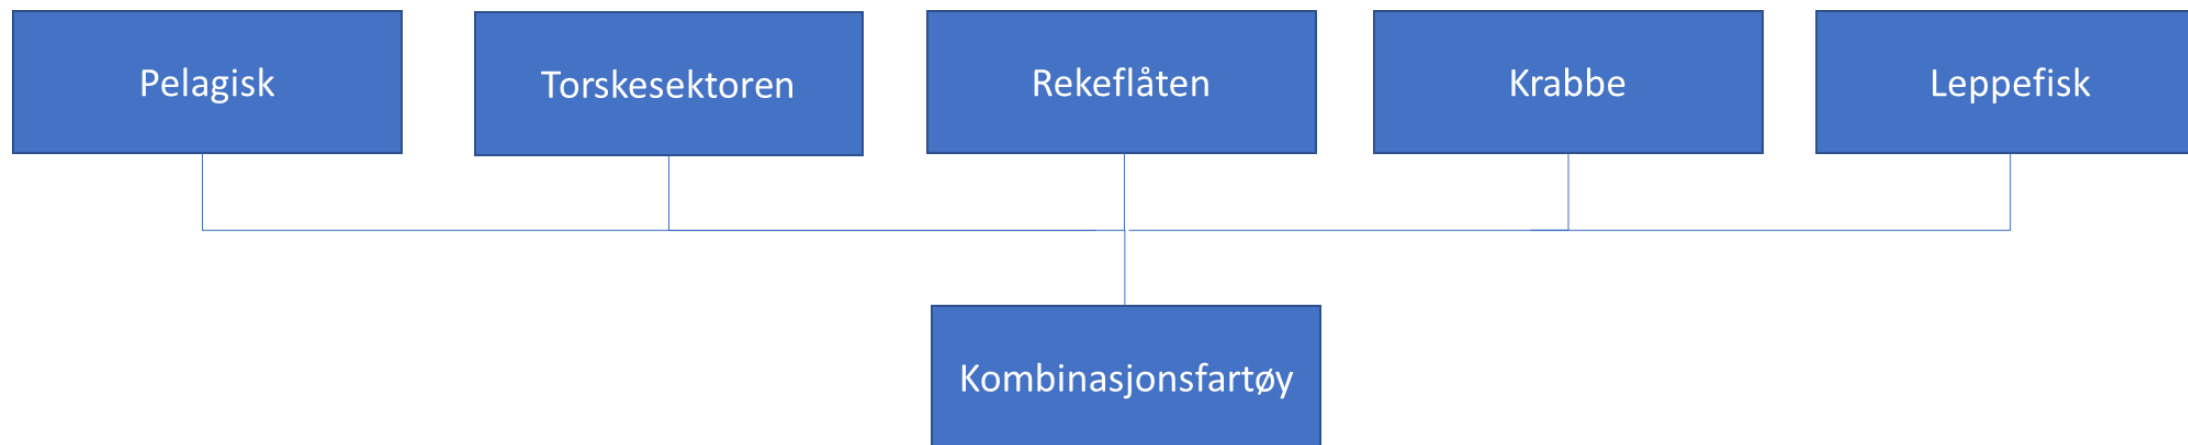 Pelagisk
Torskesektoren
Rekeflåten
Krabbe
Leppefisk
Kombinasjonsfartøy